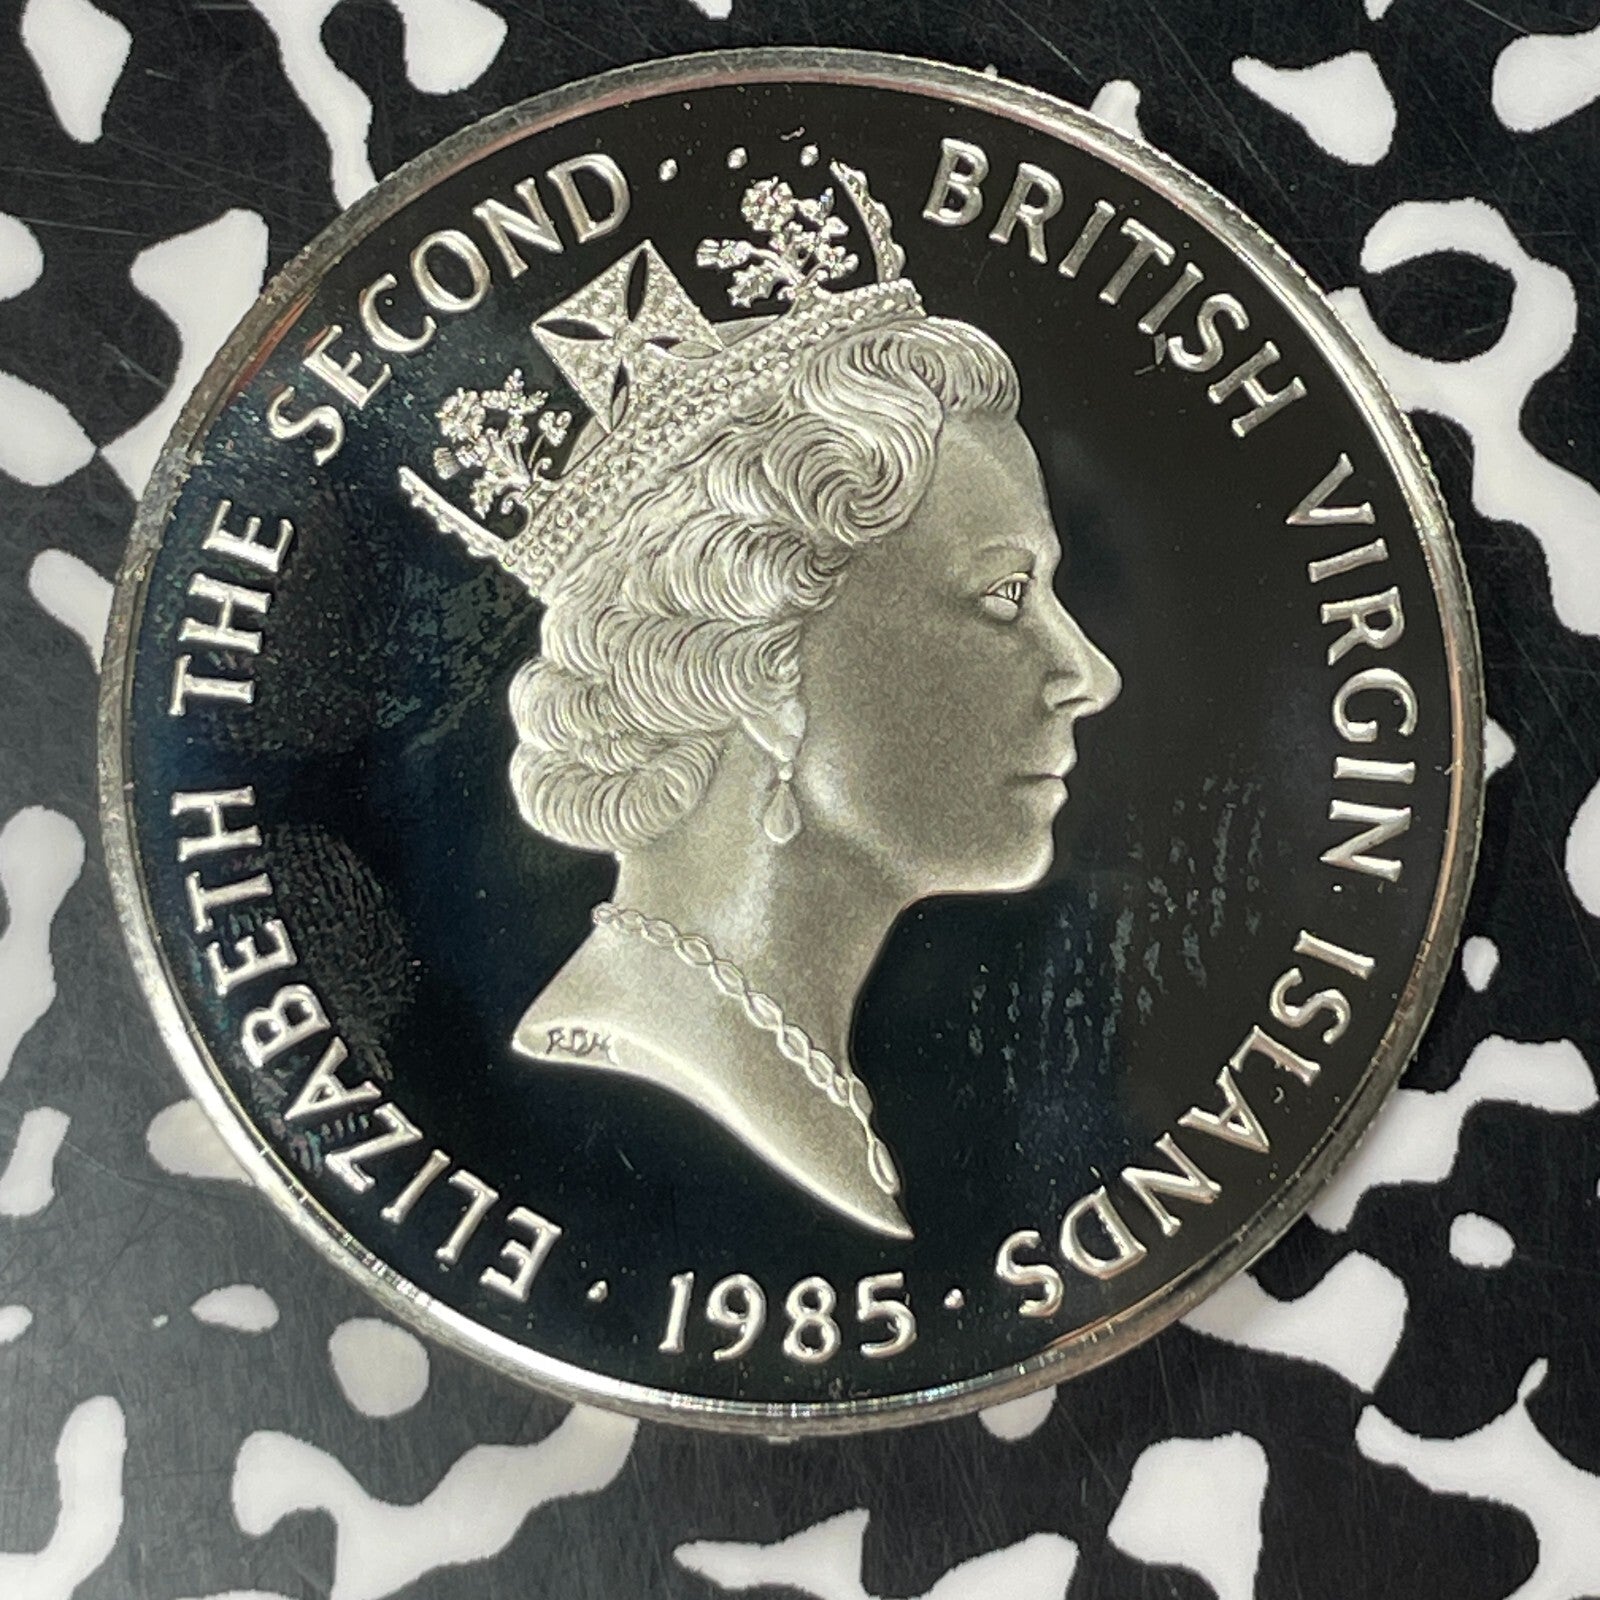 ELIZABETH THE SECOND · · · BRITISH VIRGIN ISLANDS · 1985 ·
RDM